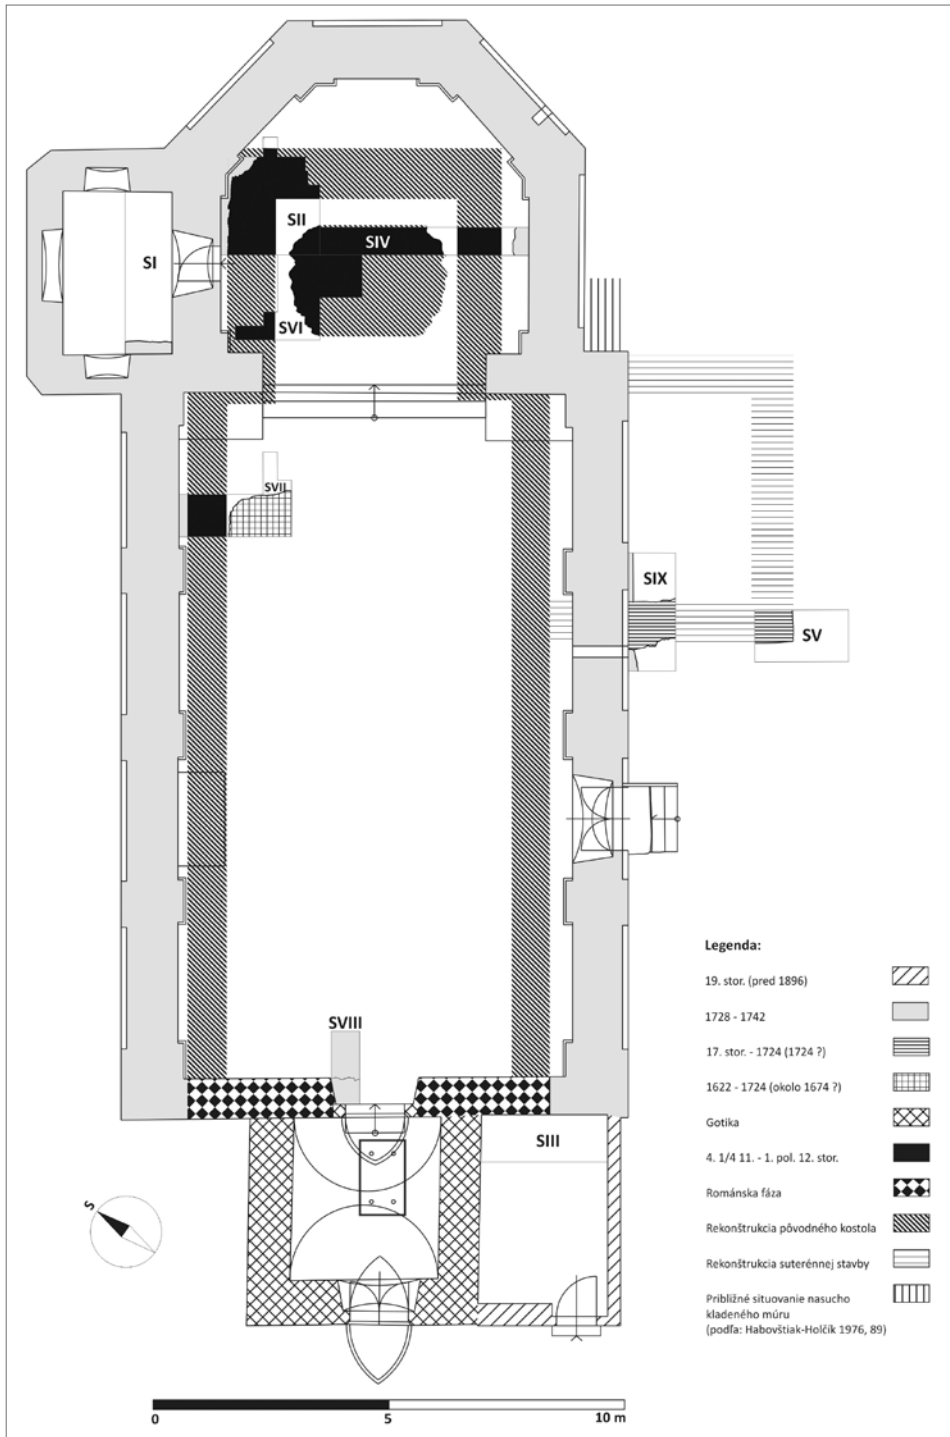 SI
SII
SIV
SVI
SVII
SIX
SV
SVIII
SIII
S
Legenda:
19. stor. (pred 1896)
1728 - 1742
17. stor. - 1724 (1724 ?)
1622 - 1724 (okolo 1674 ?)
Gotika
4. 1/4 11. - 1. pol. 12. stor.
Románska fáza
Rekonštrukcia pôvodného kostola
Rekonštrukcia suterénnej stavby
Približné situovanie nasucho
kladeného múru
(podľa: Habovštiak-Holčík 1976, 89)
0 5 10 m